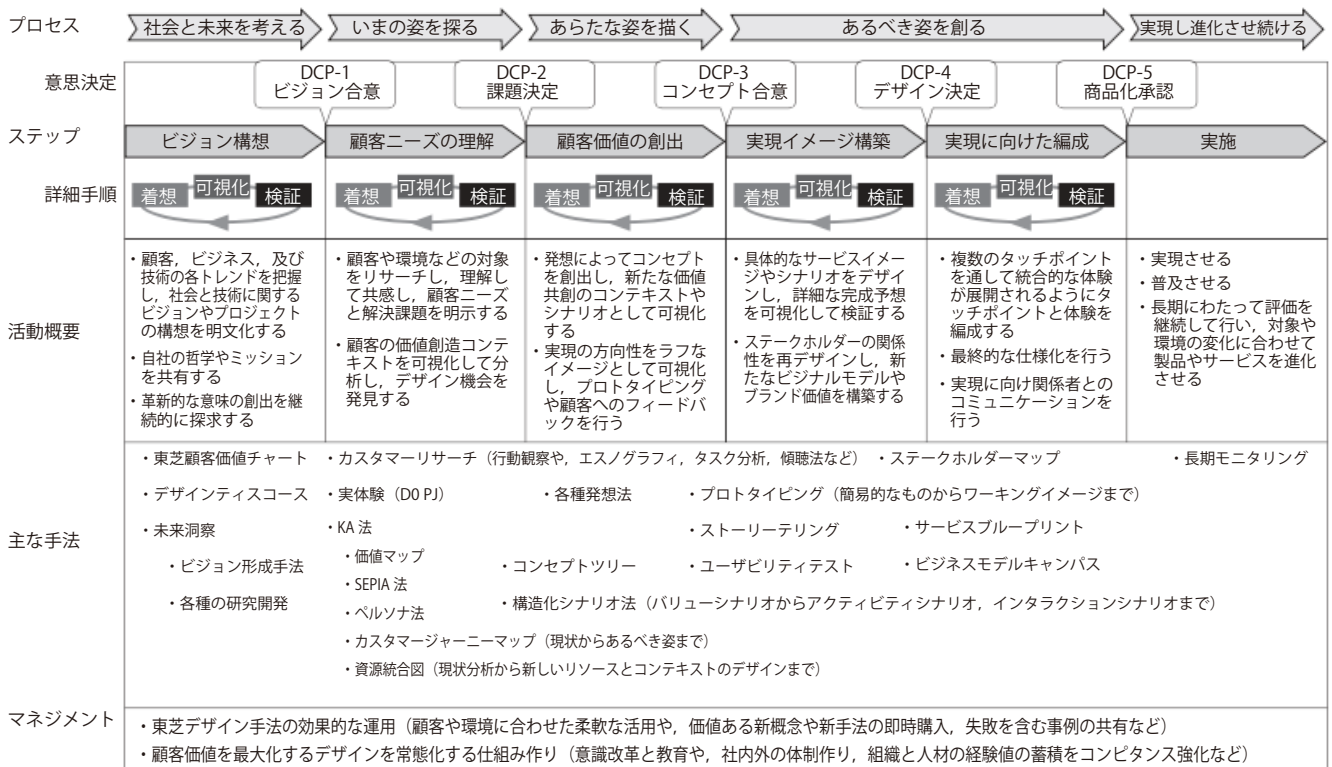 プロセス
社会と未来を考える
いまの姿を探る
あらたな姿を描く
あるべき姿を創る
実現し進化させ続ける
意思決定
DCP-1
ビジョン合意
DCP-2
課題決定
DCP-3
コンセプト合意
DCP-4
デザイン決定
DCP-5
商品化承認
ステップ
ビジョン構想
顧客ニーズの理解
顧客価値の創出
実現イメージ構築
実現に向けた編成
実施
詳細手順
着想 可視化 検証
着想 可視化 検証
着想 可視化 検証
着想 可視化 検証
着想 可視化 検証
活動概要
・顧客，ビジネス，及び
技術の各トレンドを把握
し，社会と技術に関する
ビジョンやプロジェクト
の構想を明文化する
・自社の哲学やミッション
を共有する
・革新的な意味の創出を継
続的に探求する
・顧客や環境などの対象
をリサーチし，理解し
て共感し，顧客ニーズ
と解決課題を明示する
・顧客の価値創造コンテ
キストを可視化して分
析し，デザイン機会を
発見する
・発想によってコンセプト
を創出し，新たな価値
共創のコンテキストや
シナリオとして可視化
する
・実現の方向性をラフな
イメージとして可視化
し，プロトタイピング
や顧客へのフィードバ
ックを行う
・具体的なサービスイメー
ジやシナリオをデザイ
ンし，詳細な完成予想
を可視化して検証する
・ステークホルダーの関係
性を再デザインし，新
たなビジナルモデルや
ブランド価値を構築する
・複数のタッチポイント
を通して統合的な体験
が展開されるようにタ
ッチポイントと体験を
編成する
・最終的な仕様化を行う
・実現に向け関係者との
コミュニケーションを
行う
・実現させる
・普及させる
・長期にわたって評価を
継続して行い，対象や
環境の変化に合わせて
製品やサービスを進化
させる
主な手法
・東芝顧客価値チャート
・カスタマーリサーチ（行動観察や，エスノグラフィ，タスク分析，傾聴法など）
・ステークホルダーマップ
・長期モニタリング
・デザインティスコース
・実体験（D0 PJ）
・各種発想法
・プロトタイピング（簡易的なものからワーキングイメージまで）
・未来洞察
・KA 法
・ストーリーテリング
・サービスブループリント
・価値マップ
・ビジョン形成手法
・コンセプトツリー
・ユーザビリティテスト
・ビジネスモデルキャンパス
・SEPIA 法
・各種の研究開発
・ペルソナ法
・構造化シナリオ法（バリューシナリオからアクティビティシナリオ，インタラクションシナリオまで）
・カスタマージャーニーマップ（現状からあるべき姿まで）
・資源統合図（現状分析から新しいリソースとコンテキストのデザインまで）
マネジメント
・東芝デザイン手法の効果的な運用（顧客や環境に合わせた柔軟な活用や，価値ある新概念や新手法の即時購入，失敗を含む事例の共有など）
・顧客価値を最大化するデザインを常態化する仕組み作り（意識改革と教育や，社内外の体制作り，組織と人材の経験値の蓄積をコンピタンス強化など）